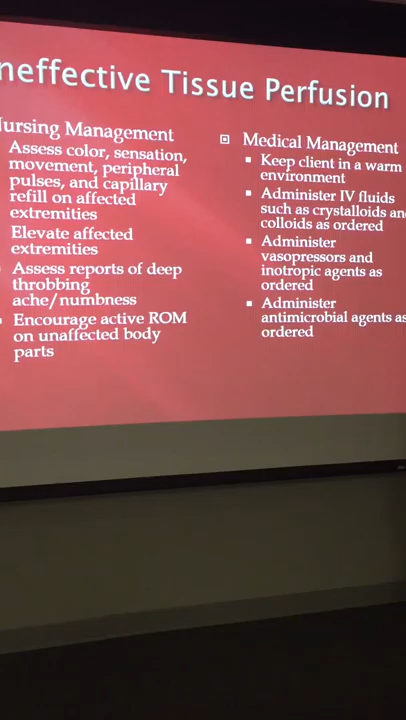 neffective Tissue Perfusion
Nursing Management
Assess color, sensation,
movement, peripheral
pulses, and capillary
refill on affected
extremities
Elevate affected
extremities
Assess reports of deep
throbbing
ache/numbness
Encourage active ROM
on unaffected body
parts
Medical Management
Keep client in a warm
environment
Administer IV fluids
such as crystalloids and
colloids as ordered
Administer
vasopressors and
inotropic agents as
ordered
Administer
antimicrobial agents as
ordered